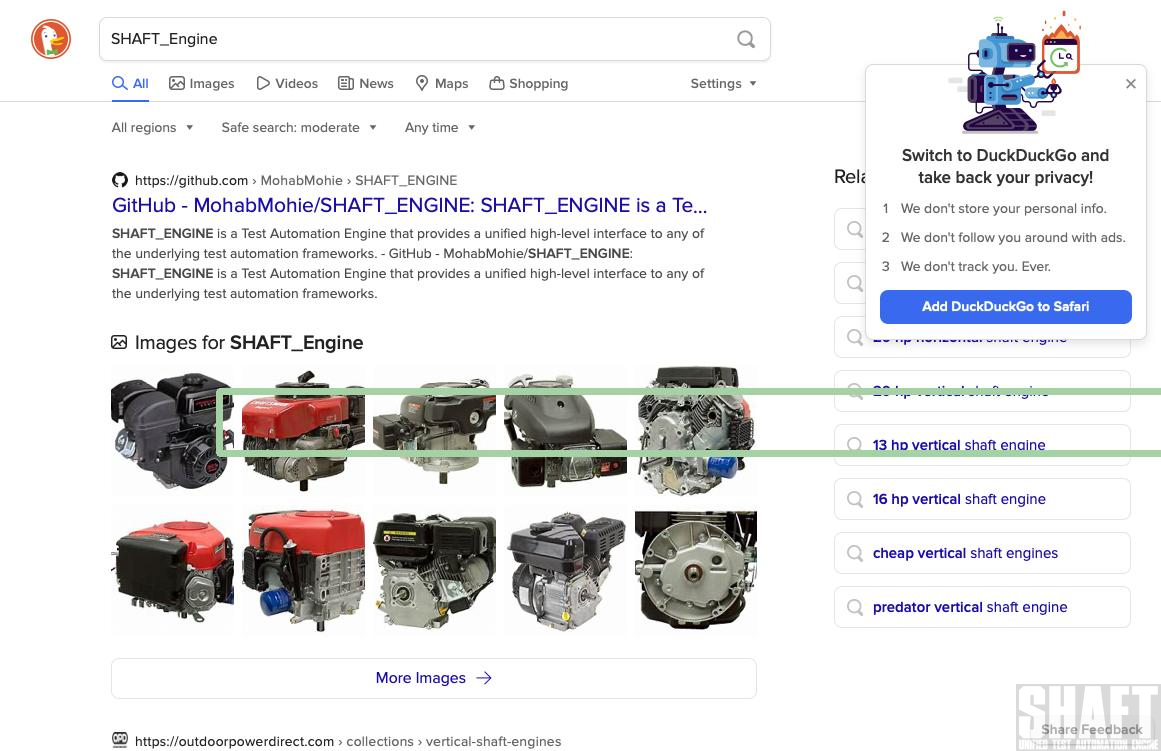 SHAFT_Engine
All Images Videos News Maps Shopping Settings
All regions Safe search: moderate Any time
Switch to DuckDuckGo and
take back your privacy!
1 We don't store your personal info.
2 We don't follow you around with ads.
3 We don't track you. Ever.
Add DuckDuckGo to Safari
https://github.com › MohabMohie › SHAFT_ENGINE
GitHub - MohabMohie/SHAFT_ENGINE: SHAFT_ENGINE is a Te...
SHAFT_ENGINE is a Test Automation Engine that provides a unified high-level interface to any of
the underlying test automation frameworks. - GitHub - MohabMohie/SHAFT_ENGINE:
SHAFT_ENGINE is a Test Automation Engine that provides a unified high-level interface to any of
the underlying test automation frameworks.
Images for SHAFT_Engine
More Images
https://outdoorpowerdirect.com › collections › vertical-shaft-engines
Rela
shaft engine
13 hp vertical shaft engine
16 hp vertical shaft engine
cheap vertical shaft engines
predator vertical shaft engine
SHAFT
Share Feedback